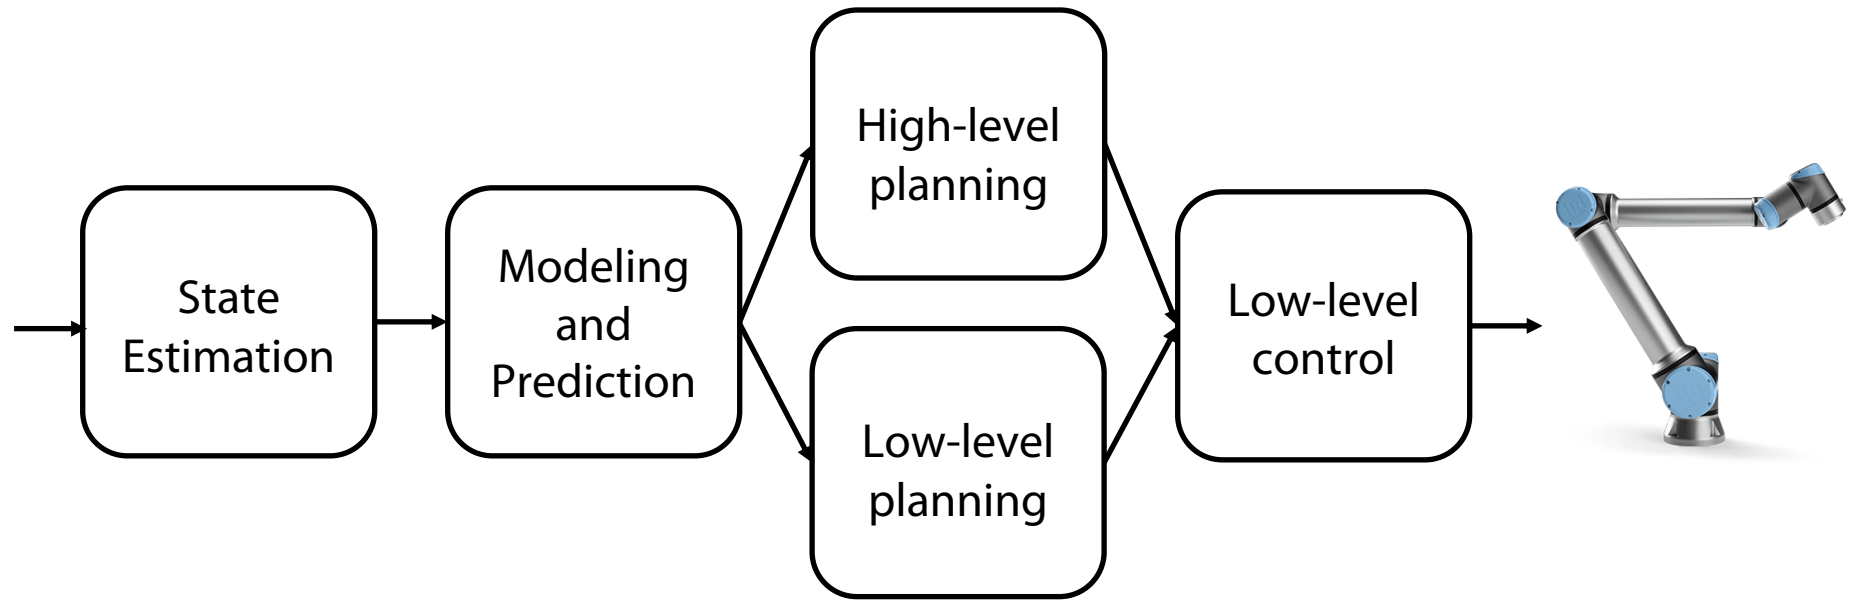 State
Estimation
Modeling
and
Prediction
High-level
planning
Low-level
planning
Low-level
control